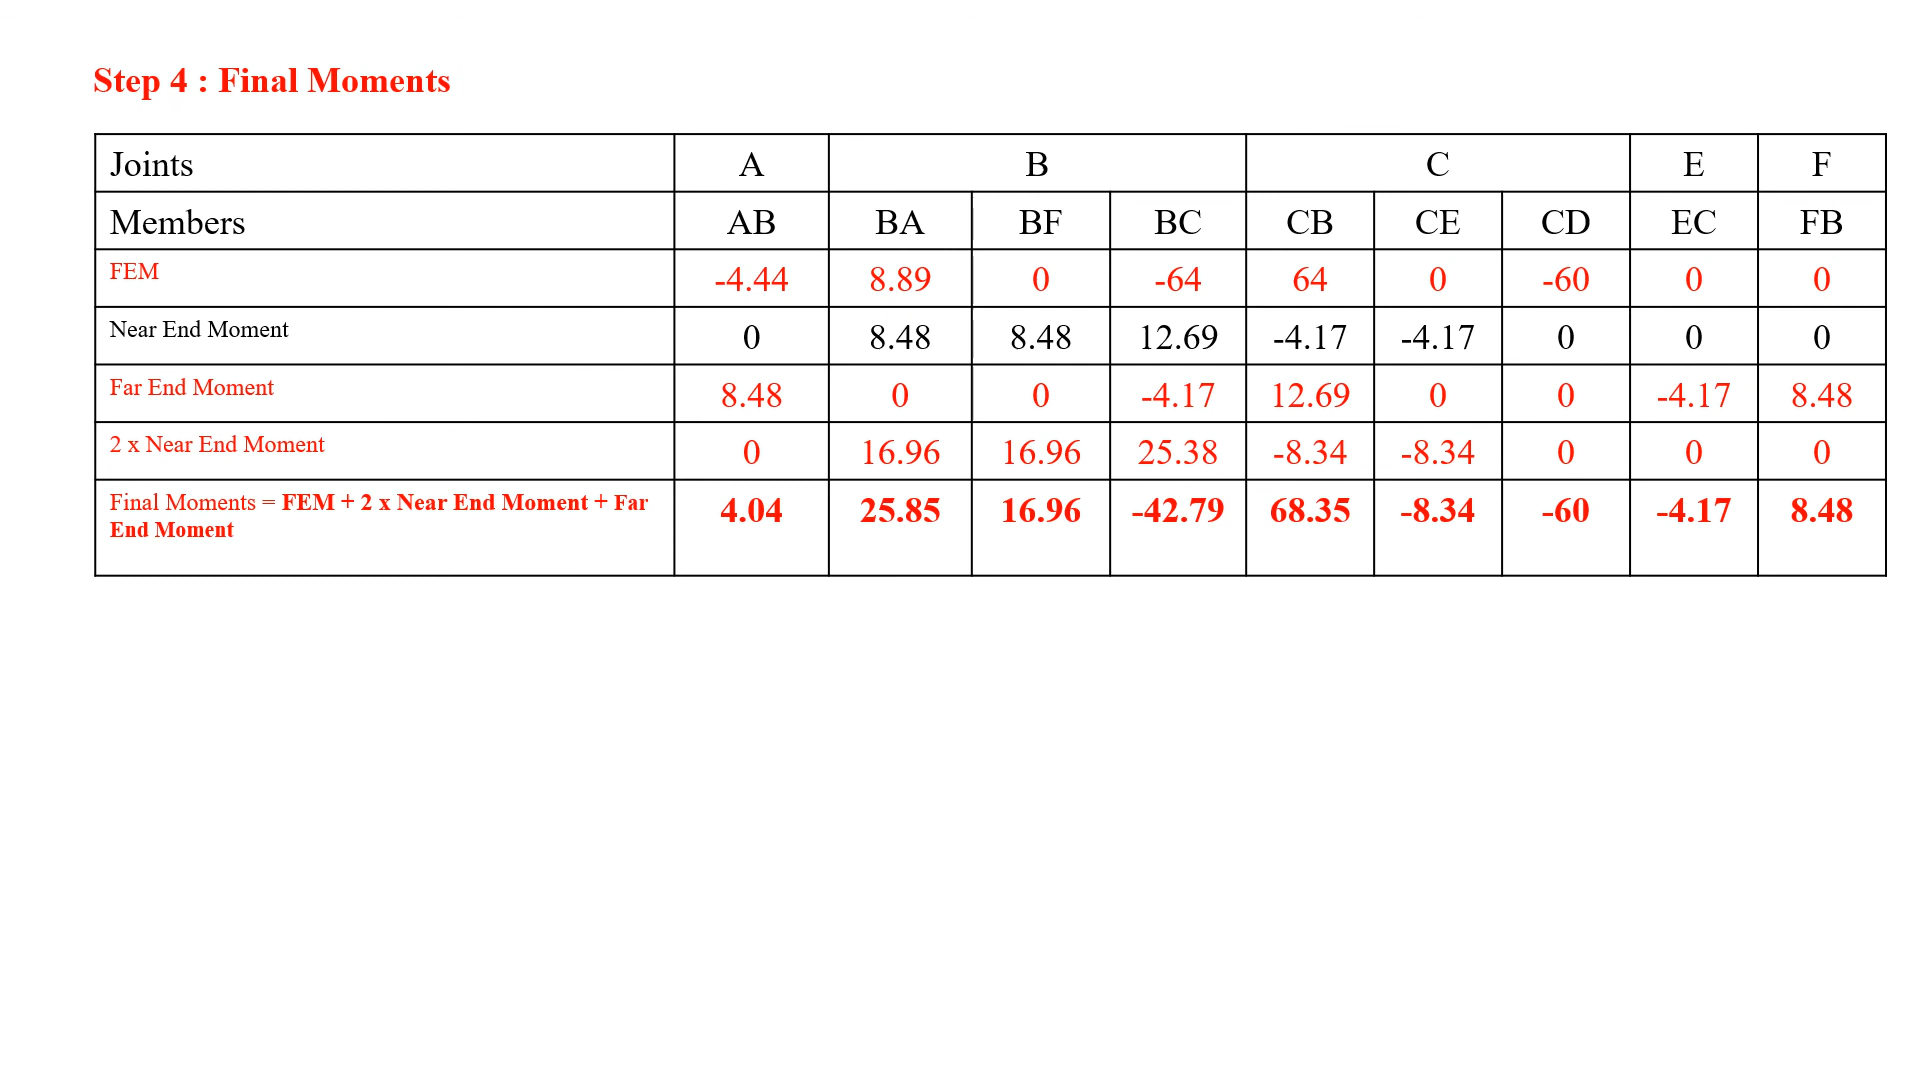 Step 4 : Final Moments
Joints A B C E F
Members AB BA BF BC CB CE CD EC FB
FEM -4.44 8.89 0 -64 64 0 -60 0 0
Near End Moment 0 8.48 8.48 12.69 -4.17 -4.17 0 0 0
Far End Moment 8.48 0 0 -4.17 12.69 0 0 -4.17 8.48
2 x Near End Moment 0 16.96 16.96 25.38 -8.34 -8.34 0 0 0
Final Moments = FEM + 2 x Near End Moment + Far 4.04 25.85 16.96 -42.79 68.35 -8.34 -60 -4.17 8.48
End Moment